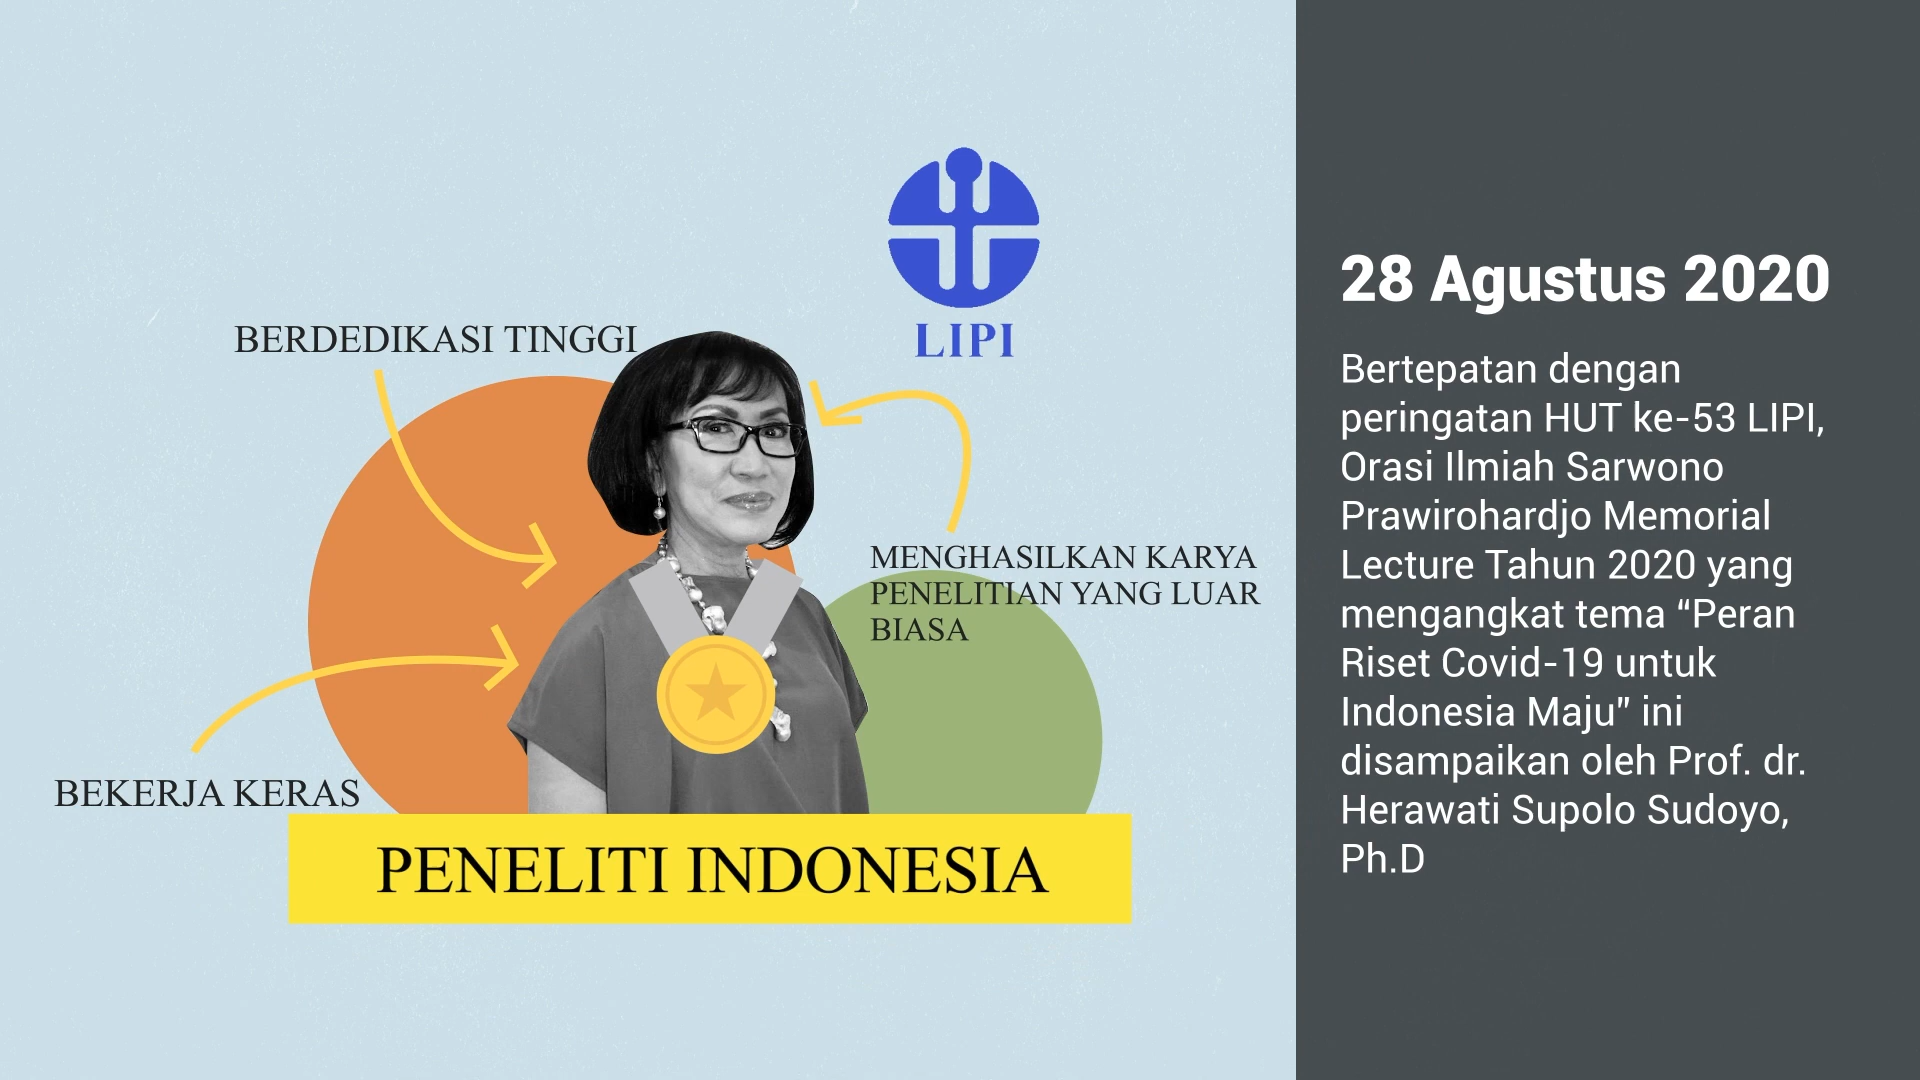 LIPI
BERDEDIKASI TINGGI
MENGHASILKAN KARYA
PENELITIAN YANG LUAR
BIASA
BEKERJA KERAS
PENELITI INDONESIA
28 Agustus 2020
Bertepatan dengan
peringatan HUT ke-53 LIPI,
Orasi Ilmiah Sarwono
Prawirohardjo Memorial
Lecture Tahun 2020 yang
mengangkat tema “Peran
Riset Covid-19 untuk
Indonesia Maju” ini
disampaikan oleh Prof. dr.
Herawati Supolo Sudoyo,
Ph.D